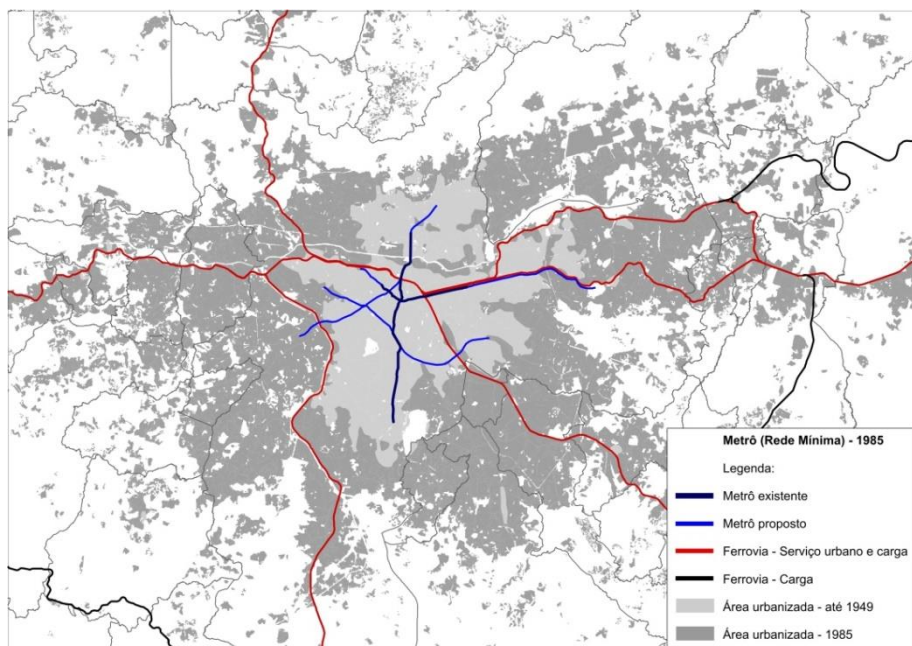 Metrô (Rede Mínima) - 1985
Legenda:
Metrô existente
Metrô proposto
Ferrovia - Serviço urbano e carga
Ferrovia - Carga
Área urbanizada - até 1949
Área urbanizada - 1985